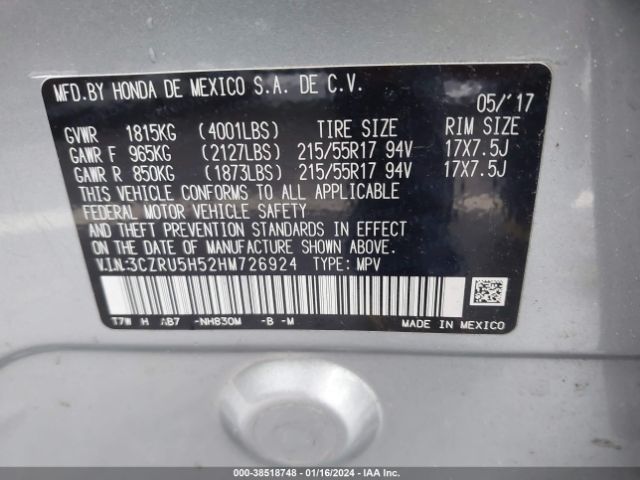 MFD.BY HONDA DE MEXICO S.A. DE C.V.
05/'17
GVWR 1815KG (4001LBS) TIRE SIZE RIM SIZE
GAWR F 965KG (2127LBS) 215/55R17 94V 17X7.5J
GAWR R 850KG (1873LBS) 215/55R17 94V 17X7.5J
THIS VEHICLE CONFORMS TO ALL APPLICABLE
FEDERAL MOTOR VEHICLE SAFETY
AND THEFT PREVENTION STANDARDS IN EFFECT
ON THE DATE OF MANUFACTURE SHOWN ABOVE.
V.I.N:3CZRU5H52HM726924 TYPE: MPV
T7W H AB7 -NH830M -B -M MADE IN MEXICO
000-38518748 - 01/16/2024 - IAA Inc.